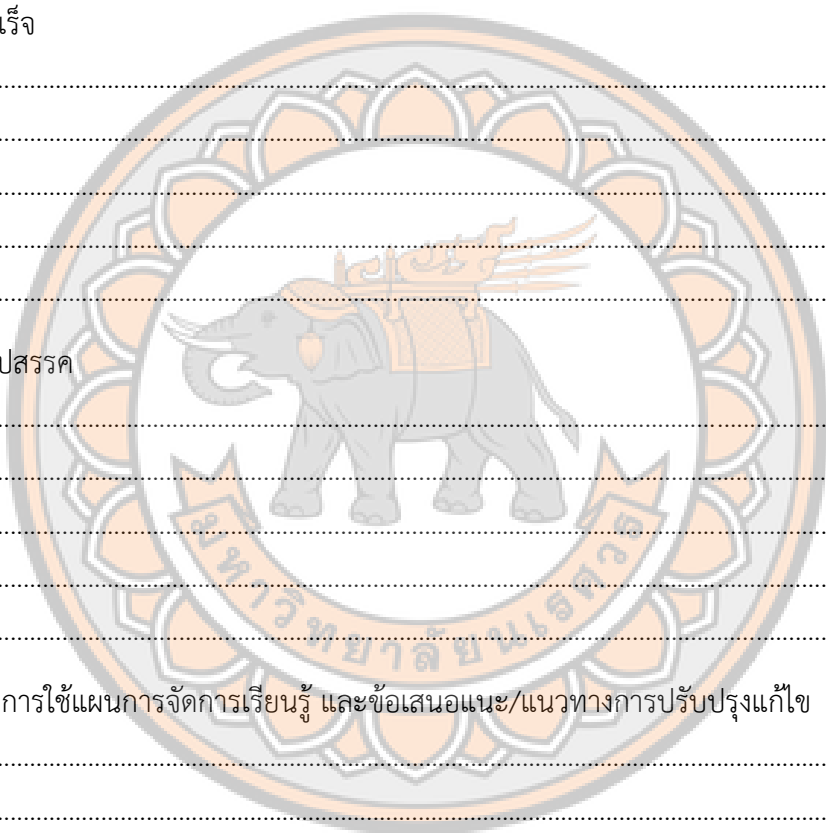 เร็จ
ปสรรค
มหาวิทยาลัยนเรศวร
การใช้แผนการจัดการเรียนรู้ และข้อเสนอแนะ/แนวทางการปรับปรุงแก้ไข